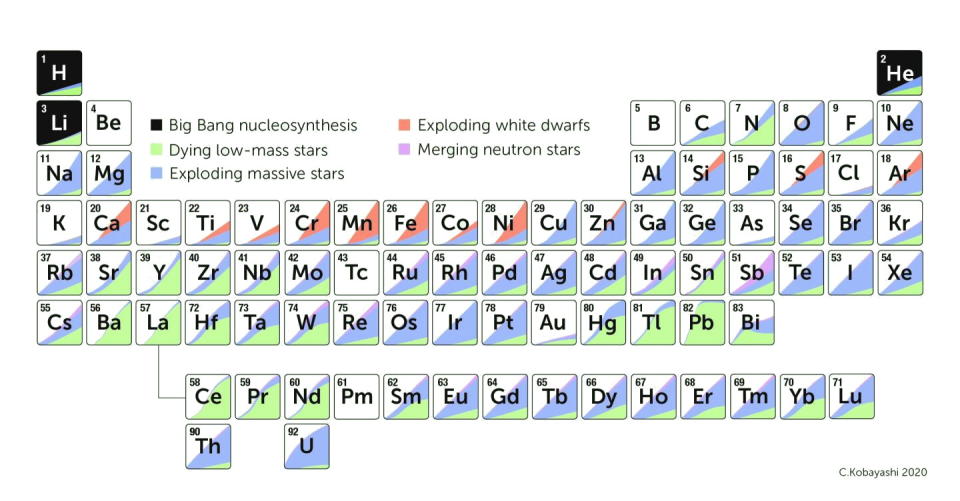 1 2
H He
3 4 5 6 7 8 9 10
Li Be B C N O F Ne
Big Bang nucleosynthesis Exploding white dwarfs
Dying low-mass stars Merging neutron stars
Exploding massive stars
11 12 13 14 15 16 17 18
Na Mg Al Si P S Cl Ar
19 20 21 22 23 24 25 26 27 28 29 30 31 32 33 34 35 36
K Ca Sc Ti V Cr Mn Fe Co Ni Cu Zn Ga Ge As Se Br Kr
37 38 39 40 41 42 43 44 45 46 47 48 49 50 51 52 53 54
Rb Sr Y Zr Nb Mo Tc Ru Rh Pd Ag Cd In Sn Sb Te I Xe
55 56 57 72 73 74 75 76 77 78 79 80 81 82 83
Cs Ba La Hf Ta W Re Os Ir Pt Au Hg Tl Pb Bi
58 59 60 61 62 63 64 65 66 67 68 69 70 71
Ce Pr Nd Pm Sm Eu Gd Tb Dy Ho Er Tm Yb Lu
90 92
Th U
C.Kobayashi 2020